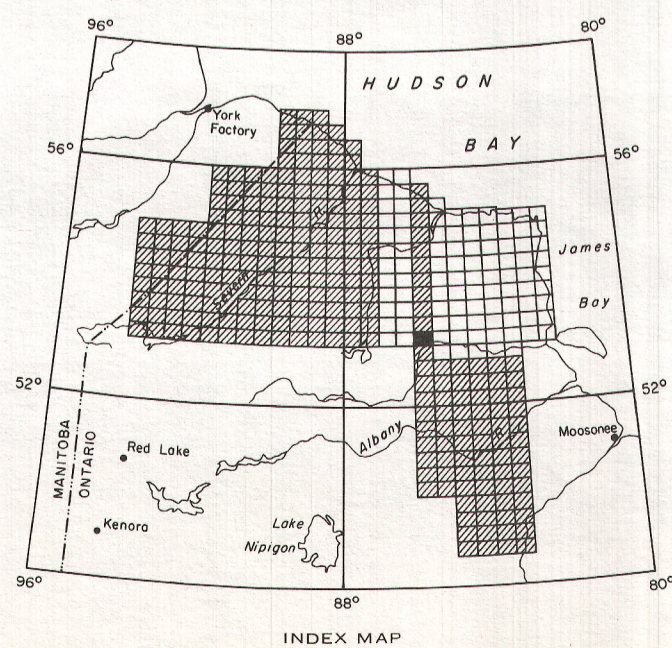 96°
88°
80°
HUDSON
BAY
York
Factory
56°
56°
James
Bay
Severn
R.
52°
52°
MANITOBA
ONTARIO
Red Lake
Albany
R.
Moosonee
Kenora
Lake
Nipigon
96°
88°
80°
INDEX MAP